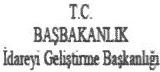 T.C.
BAŞBAKANLIK
İdareyi Geliştirme Başkanlığı